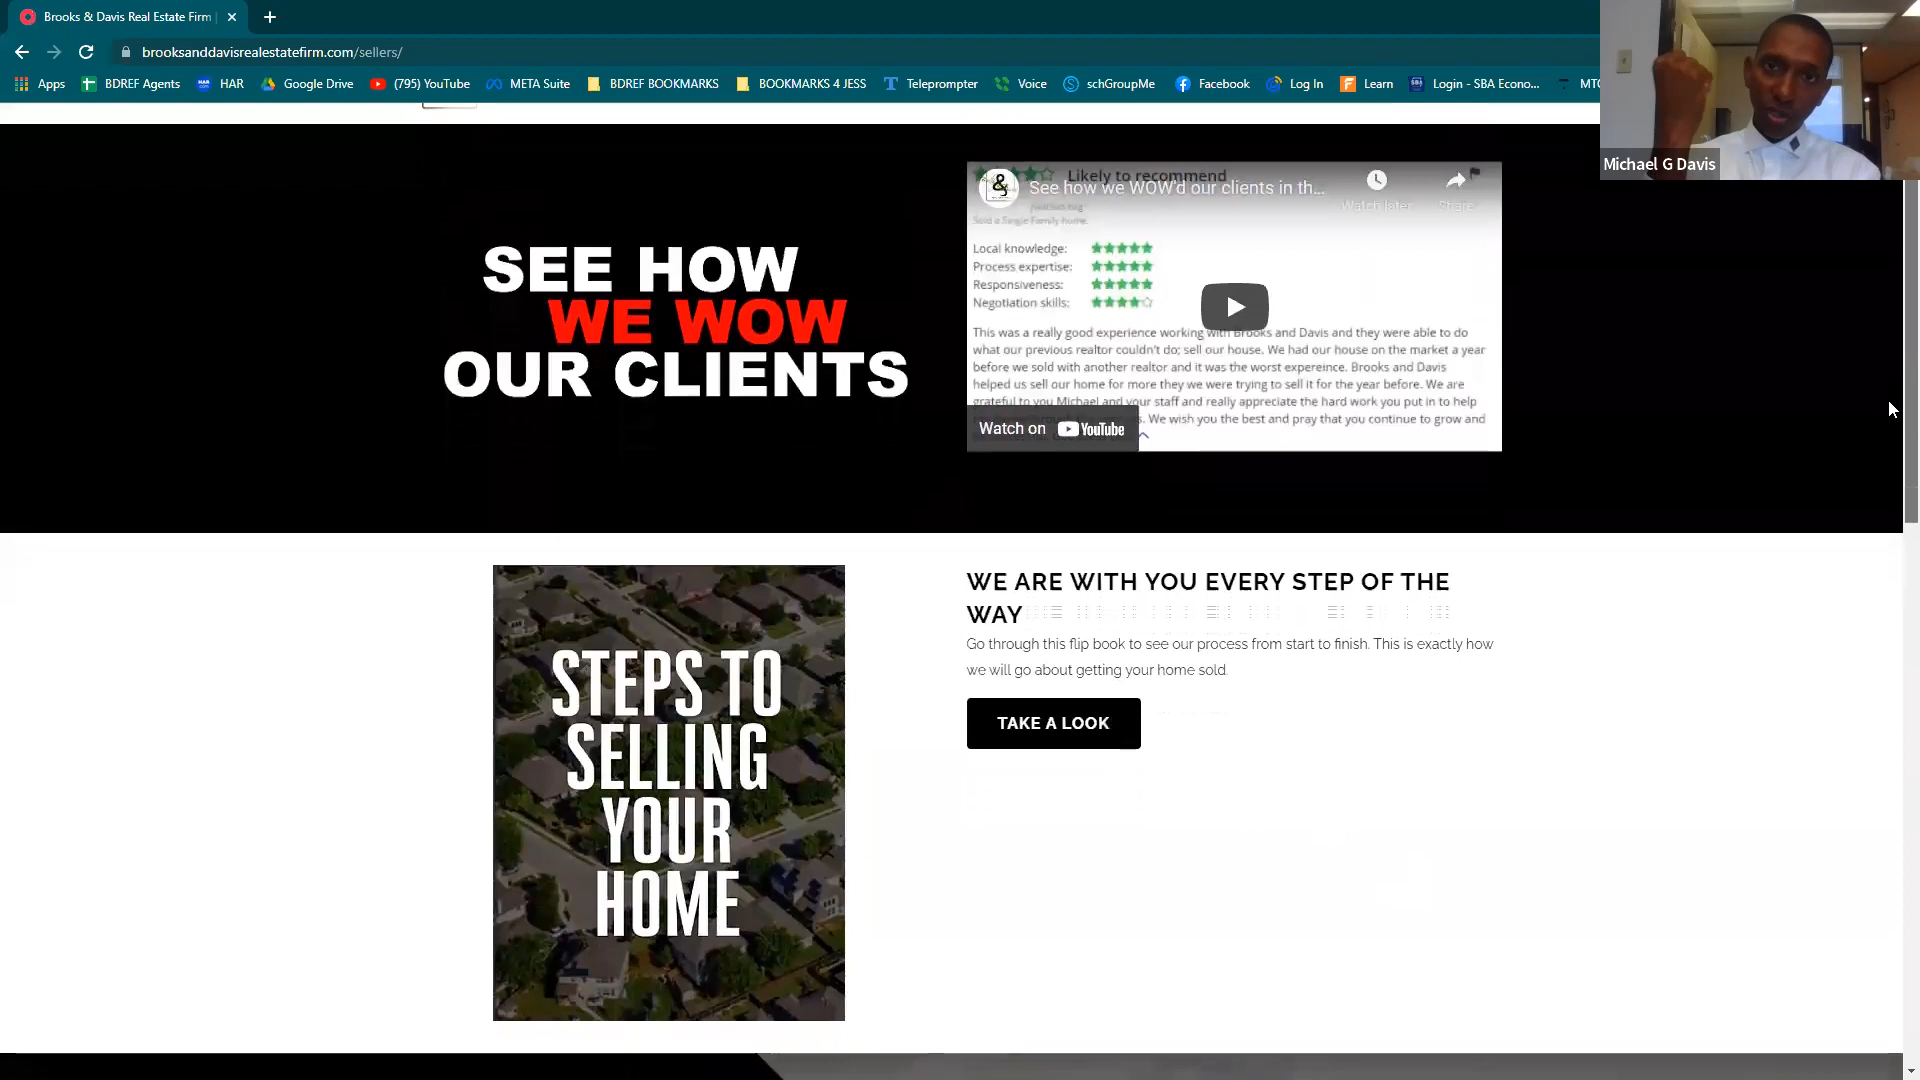 Brooks & Davis Real Estate Firm |
brooksanddavisrealestatefirm.com/sellers/
Apps BDREF Agents HAR Google Drive (795) YouTube META Suite BDREF BOOKMARKS BOOKMARKS 4 JESS Teleprompter Voice schGroupMe Facebook Log In Learn Login - SBA Econo...
Michael G Davis
SEE HOW
WE WOW
OUR CLIENTS
Likely to recommend
See how we WOW'd our clients in th...
Watch later Share
Sold a Single Family home.
Local knowledge:
Process expertise:
Responsiveness:
Negotiation skills:
This was a really good experience working with Brooks and Davis and they were able to do
what our previous realtor couldn't do; sell our house. We had our house on the market a year
before we sold with another realtor and it was the worst expereince. Brooks and Davis
helped us sell our home for more they we were trying to sell it for the year before. We are
grateful to you Michael and your staff and really appreciate the hard work you put in to help
We wish you the best and pray that you continue to grow and
Watch on YouTube
STEPS TO
SELLING
YOUR
HOME
WE ARE WITH YOU EVERY STEP OF THE
WAY
Go through this flip book to see our process from start to finish. This is exactly how
we will go about getting your home sold.
TAKE A LOOK